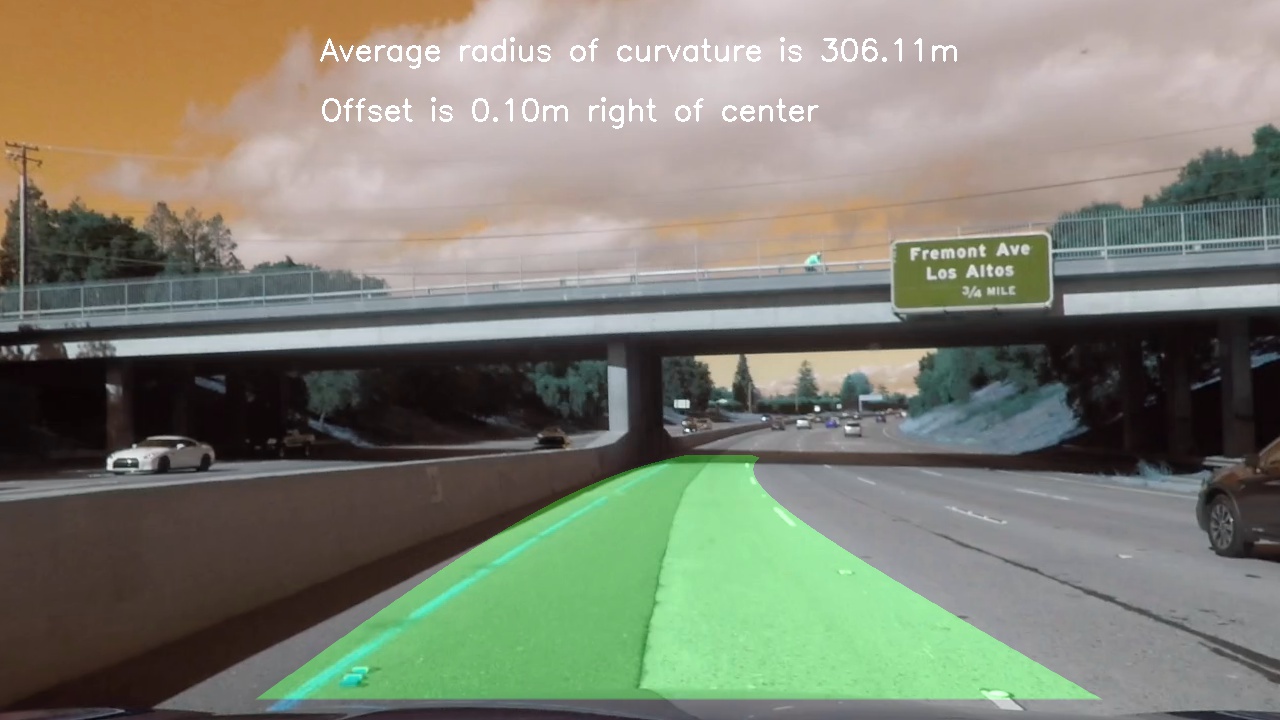 Average radius of curvature is 306.11m
Offset is 0.10m right of center
Fremont Ave
Los Altos
3/4 MILE